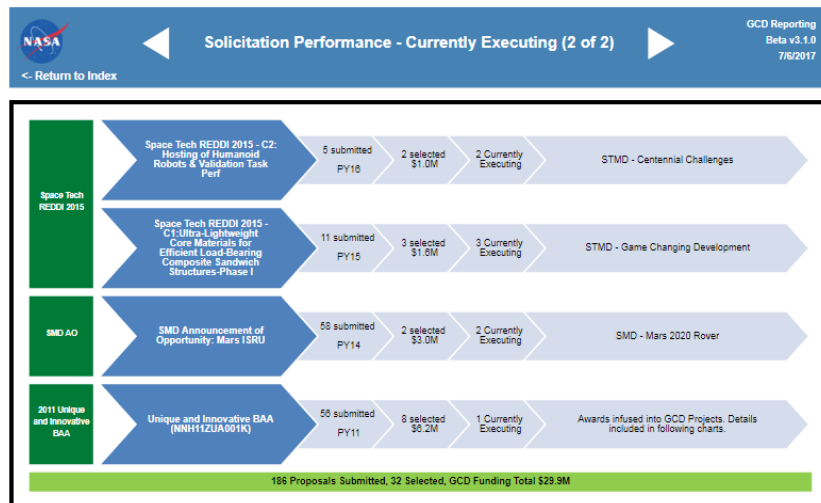 NASA
<- Return to Index
Solicitation Performance - Currently Executing (2 of 2)
GCD Reporting
Beta v3.1.0
7/6/2017
Space Tech
REDDI 2015
Space Tech REDDI 2015 - C2:
Hosting of Humanoid
Robots & Validation Task
Perf
5 submitted
PY16
2 selected
$1.0M
2 Currently
Executing
STMD - Centennial Challenges
Space Tech REDDI 2015 -
C1:Ultra-Lightweight
Core Materials for
Efficient Load-Bearing
Composite Sandwich
Structures-Phase I
11 submitted
PY15
3 selected
$1.6M
3 Currently
Executing
STMD - Game Changing Development
SMD AO
SMD Announcement of
Opportunity: Mars ISRU
58 submitted
PY14
2 selected
$3.0M
2 Currently
Executing
SMD - Mars 2020 Rover
2011 Unique
and Innovative
BAA
Unique and Innovative BAA
(NNH11ZUA001K)
56 submitted
PY11
8 selected
$6.2M
1 Currently
Executing
Awards infused into GCD Projects. Details
included in following charts.
186 Proposals Submitted, 32 Selected, GCD Funding Total $29.9M